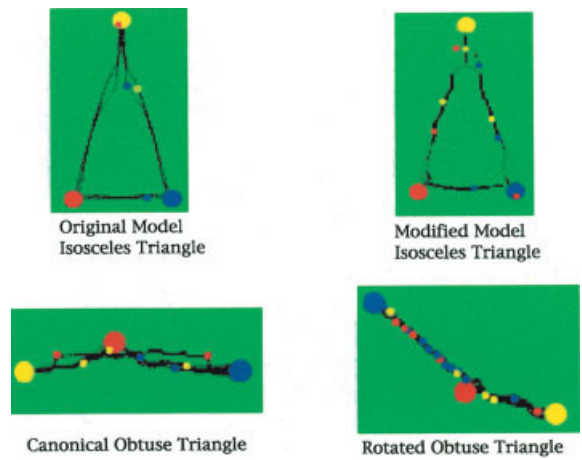 Original Model
Isosceles Triangle
Modified Model
Isosceles Triangle
Canonical Obtuse Triangle
Rotated Obtuse Triangle